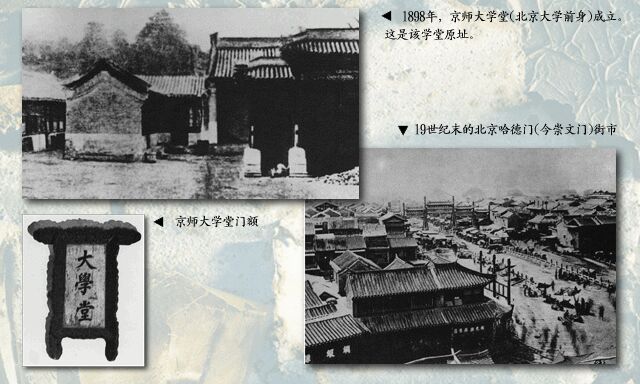 1898年，京师大学堂(北京大学前身)成立。
这是该学堂原址。
19世纪末的北京哈德门(今崇文门)街市
京师大学堂门额
大學堂